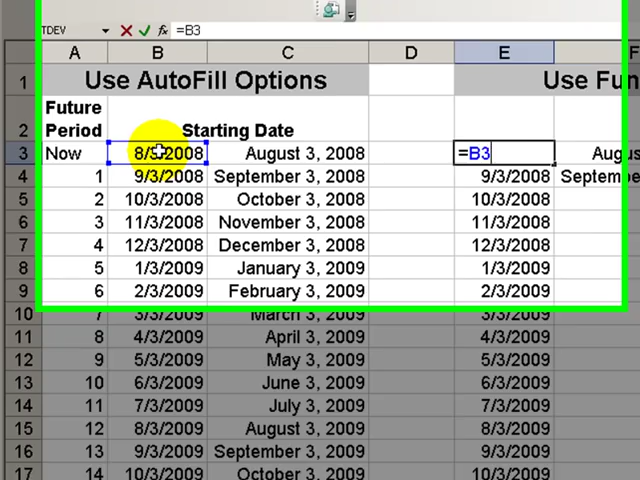 TDEV fx =B3
A B C D E F
1 Use AutoFill Options Use Fun
Future
2 Period Starting Date
3 Now 8/3/2008 August 3, 2008 =B3 Augus
4 1 9/3/2008 September 3, 2008 9/3/2008 Septembe
5 2 10/3/2008 October 3, 2008 10/3/2008
6 3 11/3/2008 November 3, 2008 11/3/2008
7 4 12/3/2008 December 3, 2008 12/3/2008
8 5 1/3/2009 January 3, 2009 1/3/2009
9 6 2/3/2009 February 3, 2009 2/3/2009
10 7 3/3/2009 March 3, 2009 3/3/2009
11 8 4/3/2009 April 3, 2009 4/3/2009
12 9 5/3/2009 May 3, 2009 5/3/2009
13 10 6/3/2009 June 3, 2009 6/3/2009
14 11 7/3/2009 July 3, 2009 7/3/2009
15 12 8/3/2009 August 3, 2009 8/3/2009
16 13 9/3/2009 September 3, 2009 9/3/2009
17 14 10/3/2009 October 3, 2009 10/3/2009